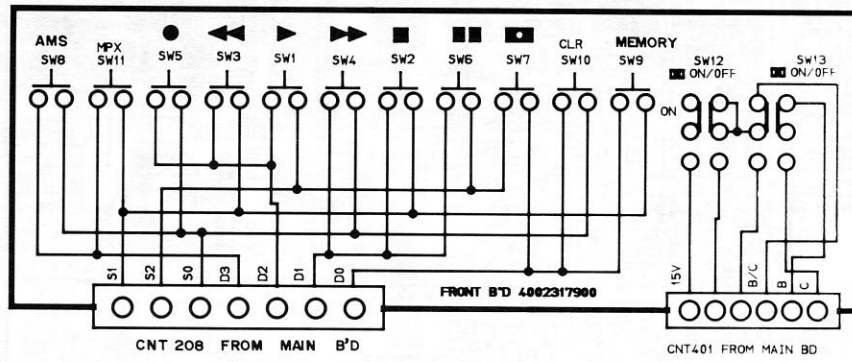 AMS
SW8
MPX
SW11
SW5
SW3
SW1
SW4
SW2
SW6
SW7
CLR
SW10
MEMORY
SW9
SW12
ON/OFF
SW13
ON/OFF
ON
S1
S2
S0
D3
D2
D1
D0
15V
B/C
B
C
FRONT B'D 4002317900
CNT 208 FROM MAIN B'D
CNT401 FROM MAIN BD